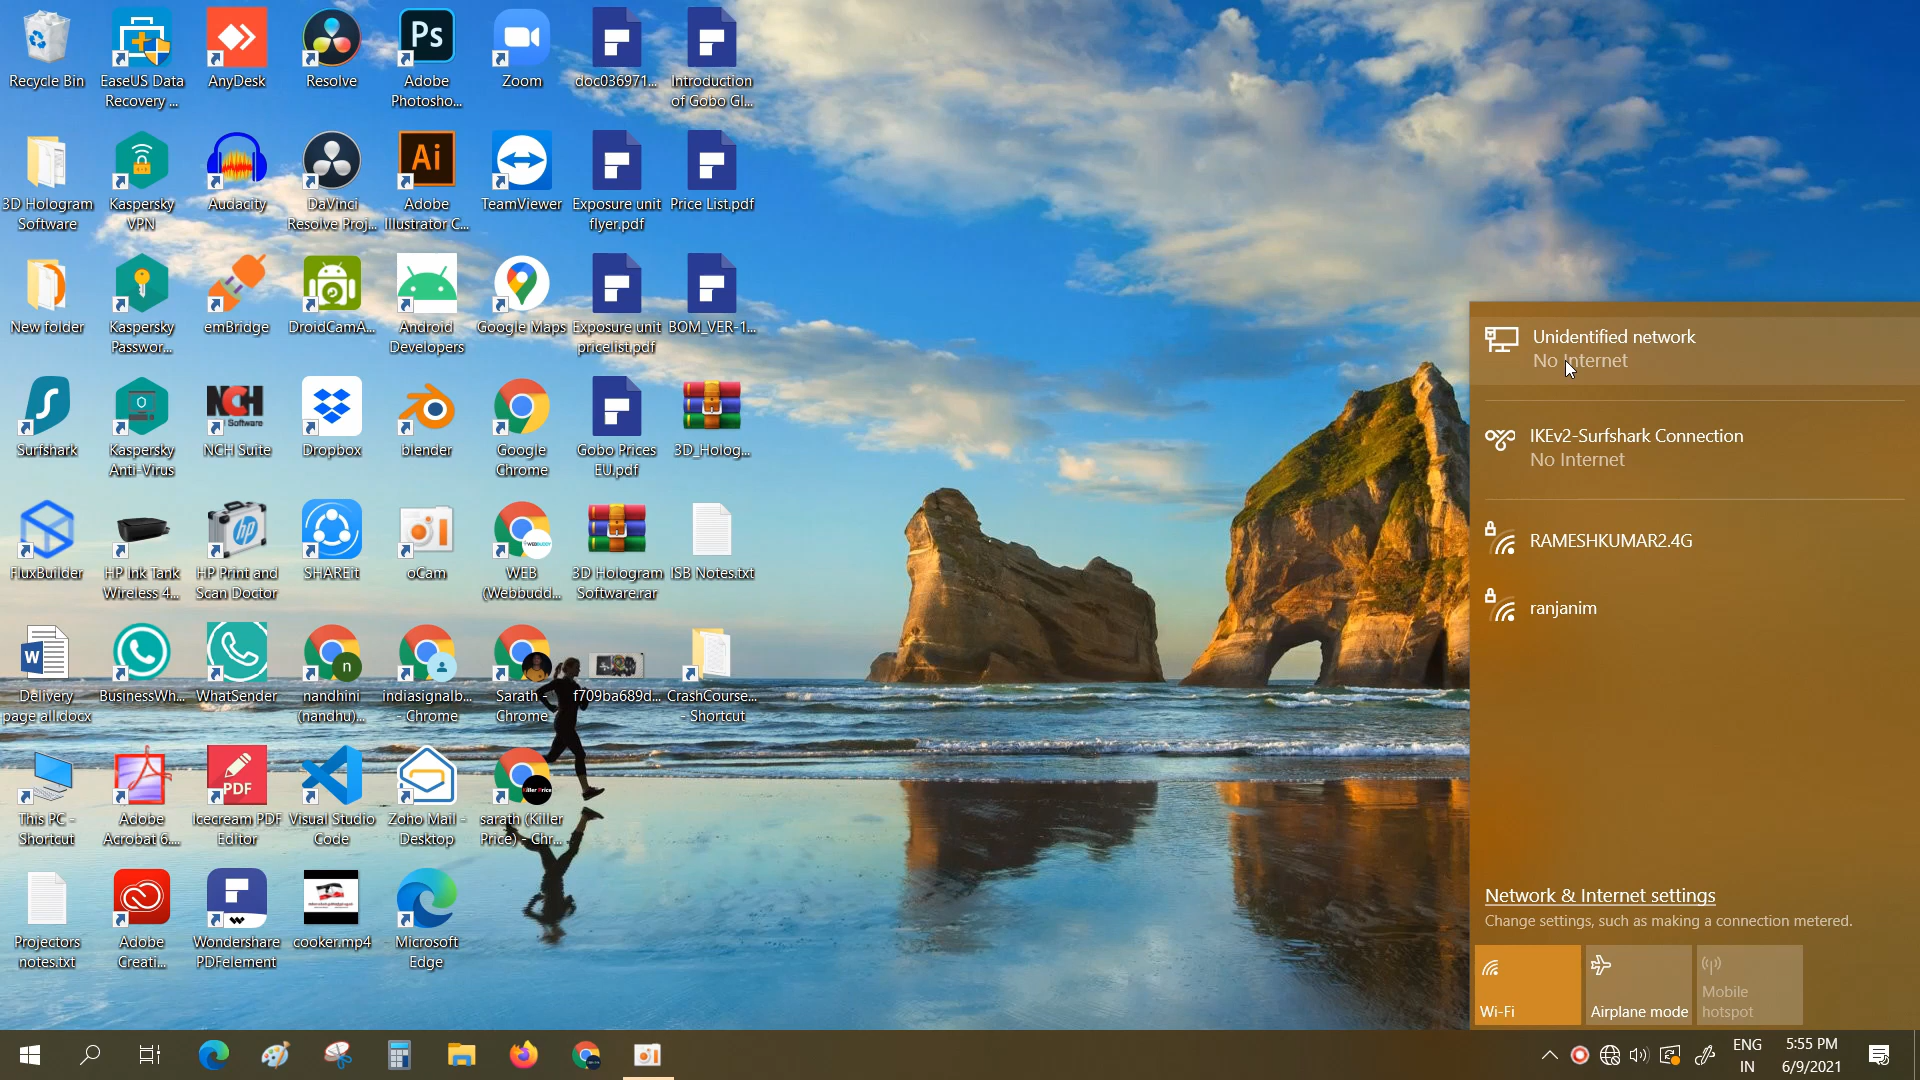 Recycle Bin
EaseUS Data
Recovery ...
AnyDesk
Resolve
Ps
Adobe
Photosho...
Zoom
doc036971...
Introduction
of Gobo Gl...
3D Hologram
Software
Kaspersky
VPN
Audacity
DaVinci
Resolve Proj...
Ai
Adobe
Illustrator C...
TeamViewer
Exposure unit
flyer.pdf
Price List.pdf
New folder
Kaspersky
Passwor...
emBridge
DroidCamA...
Android
Developers
Google Maps
Exposure unit
pricelist.pdf
BOM_VER-1...
Surfshark
Kaspersky
Anti-Virus
NCH
Software
NCH Suite
Dropbox
blender
Google
Chrome
Gobo Prices
EU.pdf
3D_Holog...
FluxBuilder
HP Ink Tank
Wireless 4...
hp
HP Print and
Scan Doctor
SHAREit
oCam
WEB
(Webbudd...
3D Hologram
Software.rar
ISB Notes.txt
W
Delivery
page all.docx
BusinessWh...
WhatSender
n
nandhini
(nandhu)...
indiasignalb...
- Chrome
Sarath -
Chrome
f709ba689d...
CrashCourse...
- Shortcut
This PC -
Shortcut
Adobe
Acrobat 6....
PDF
Icecream PDF
Editor
Visual Studio
Code
Zoho Mail -
Desktop
Killer Price
sarath (Killer
Price) - Chr...
Projectors
notes.txt
Adobe
Creati...
Wondershare
PDFelement
cooker.mp4
Microsoft
Edge
Unidentified network
No Internet
IKEv2-Surfshark Connection
No Internet
RAMESHKUMAR2.4G
ranjanim
Network & Internet settings
Change settings, such as making a connection metered.
Wi-Fi
Airplane mode
Mobile
hotspot
ENG
IN
5:55 PM
6/9/2021